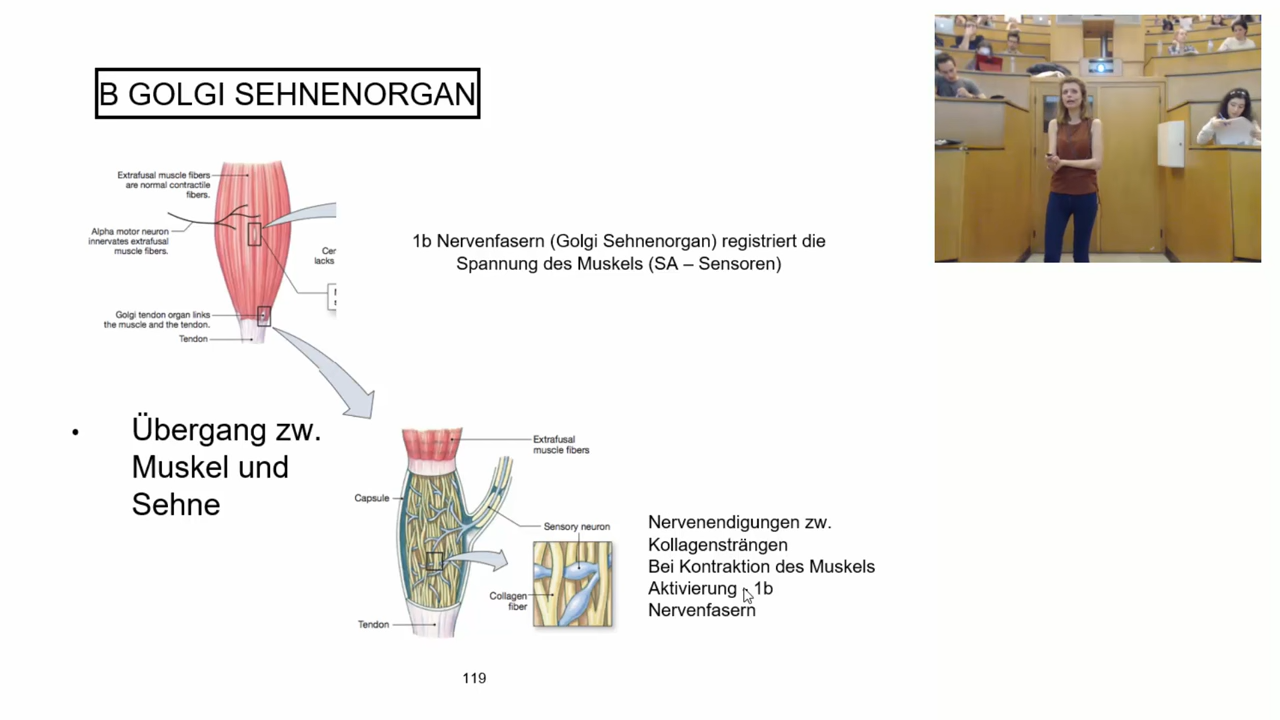 B GOLGI SEHNENORGAN
Extrafusal muscle fibers
are normal contractile
fibers.
Alpha motor neuron
innervates extrafusal
muscle fibers.
Cer
lacks
Golgi tendon organ links
the muscle and the tendon.
Tendon
1b Nervenfasern (Golgi Sehnenorgan) registriert die
Spannung des Muskels (SA – Sensoren)
• Übergang zw.
Muskel und
Sehne
Extrafusal
muscle fibers
Capsule
Sensory neuron
Collagen
fiber
Tendon
Nervenendigungen zw.
Kollagensträngen
Bei Kontraktion des Muskels
Aktivierung - 1b
Nervenfasern
119